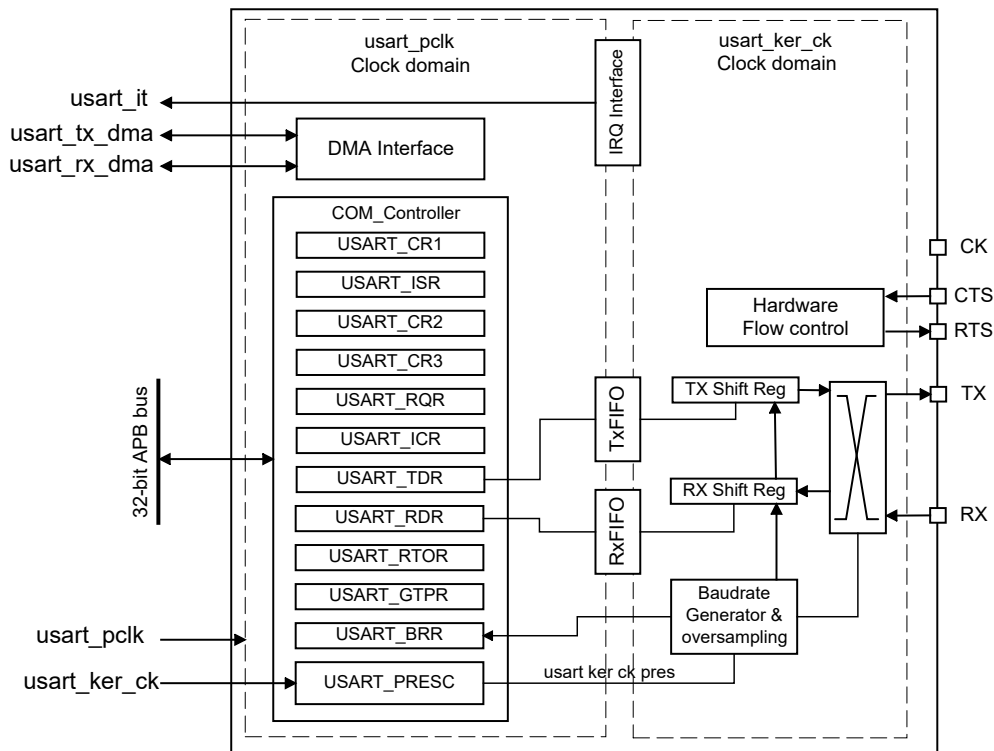 usart_pclk
Clock domain
usart_ker_ck
Clock domain
IRQ Interface
usart_it
usart_tx_dma
usart_rx_dma
DMA Interface
COM_Controller
USART_CR1
USART_ISR
USART_CR2
USART_CR3
USART_RQR
USART_ICR
USART_TDR
USART_RDR
USART_RTOR
USART_GTPR
USART_BRR
USART_PRESC
32-bit APB bus
usart_pclk
usart_ker_ck
TxFIFO
RxFIFO
CK
CTS
RTS
Hardware
Flow control
TX Shift Reg
TX
RX Shift Reg
RX
Baudrate
Generator &
oversampling
usart ker ck pres